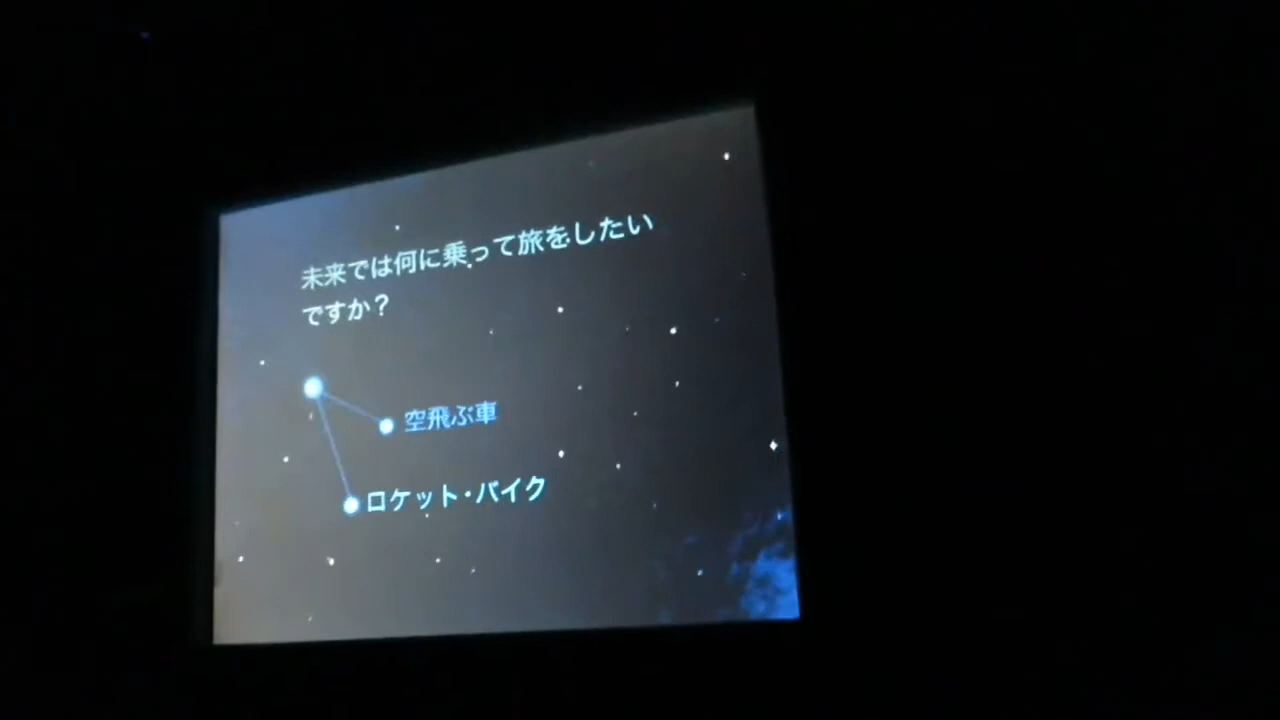 未来では何に乗って旅をしたい
ですか？
空飛ぶ車
ロケット・バイク